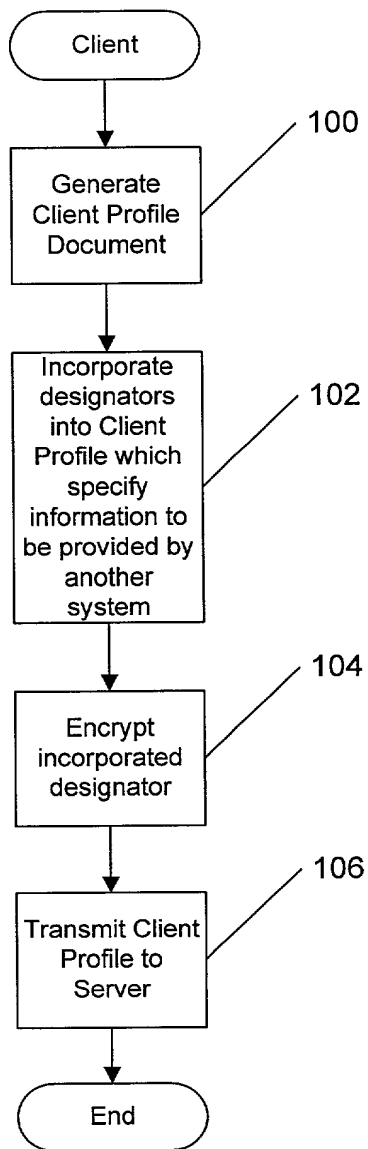 Client
100
Generate
Client Profile
Document
Incorporate
designators
into Client
Profile which
specify
information to
be provided by
another
system
102
104
Encrypt
incorporated
designator
106
Transmit Client
Profile to
Server
End